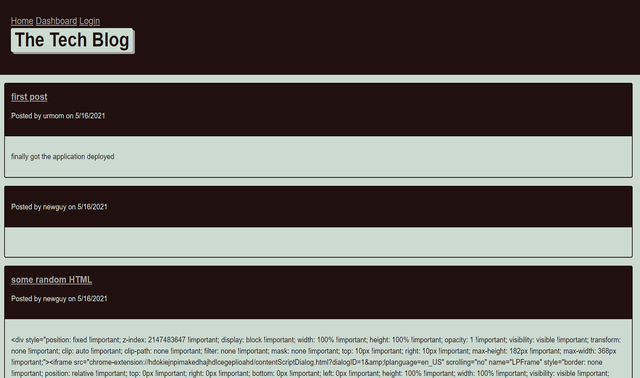 Home Dashboard Login
The Tech Blog
first post
Posted by urmom on 5/16/2021
finally got the application deployed
Posted by newguy on 5/16/2021
some random HTML
Posted by newguy on 5/16/2021
<div style="position: fixed !important; z-index: 2147483647 !important; display: block !important; width: 100% !important; height: 100% !important; opacity: 1 !important; visibility: visible !important; transform:
none !important; clip: auto !important; clip-path: none !important; filter: none !important; mask: none !important; top: 10px !important; right: 10px !important; max-height: 182px !important; max-width: 368px
!important;"><iframe src="chrome-extension://hdokiejnpimakedhajhdlcegeplioahd/contentScriptDialog.html?dialogID=1&amp;lplanguage=en_US" scrolling="no" name="LPFrame" style="border: none
!important; position: relative !important; top: 0px !important; right: 0px !important; bottom: 0px !important; left: 0px !important; height: 100% !important; width: 100% !important; visibility: visible !important;